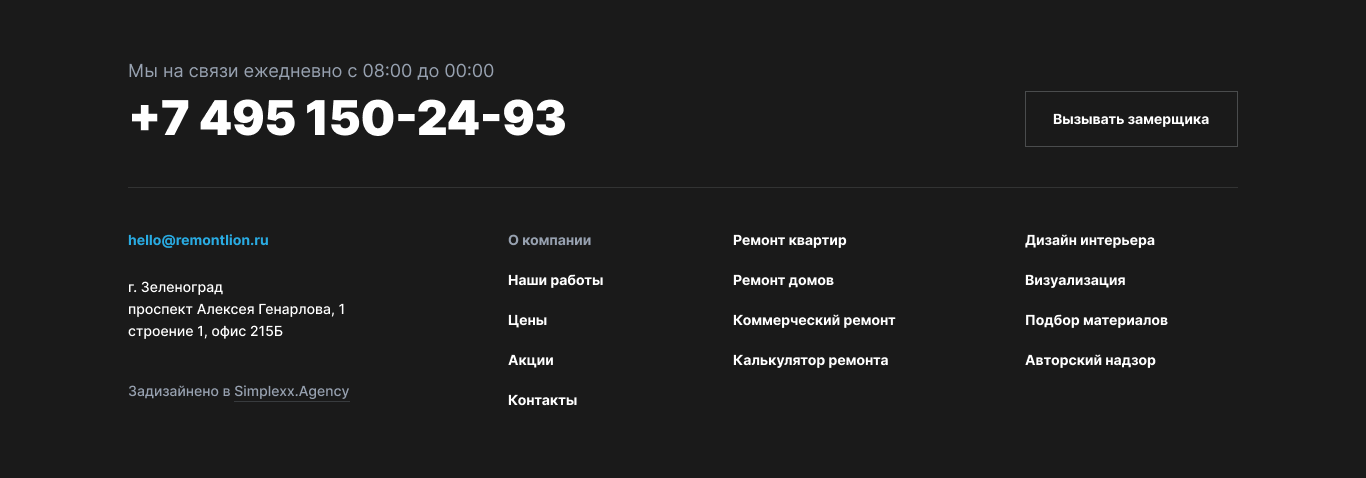 Мы на связи ежедневно с 08:00 до 00:00
+7 495 150-24-93
Вызывать замерщика
hello@remontlion.ru
г. Зеленоград
проспект Алексея Генарлова, 1
строение 1, офис 215Б
Задизайнено в Simplexx.Agency
О компании
Наши работы
Цены
Акции
Контакты
Ремонт квартир
Ремонт домов
Коммерческий ремонт
Калькулятор ремонта
Дизайн интерьера
Визуализация
Подбор материалов
Авторский надзор